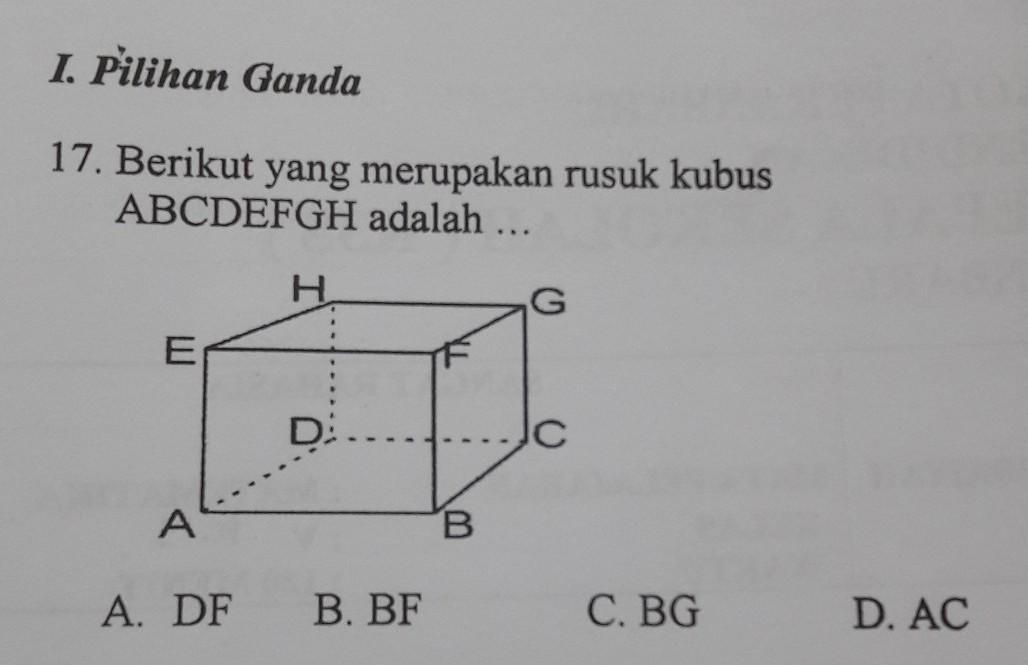 I. Pilihan Ganda
17. Berikut yang merupakan rusuk kubus
ABCDEFGH adalah ...
H
G
E
F
D
C
A
B
A. DF B. BF C. BG D. AC